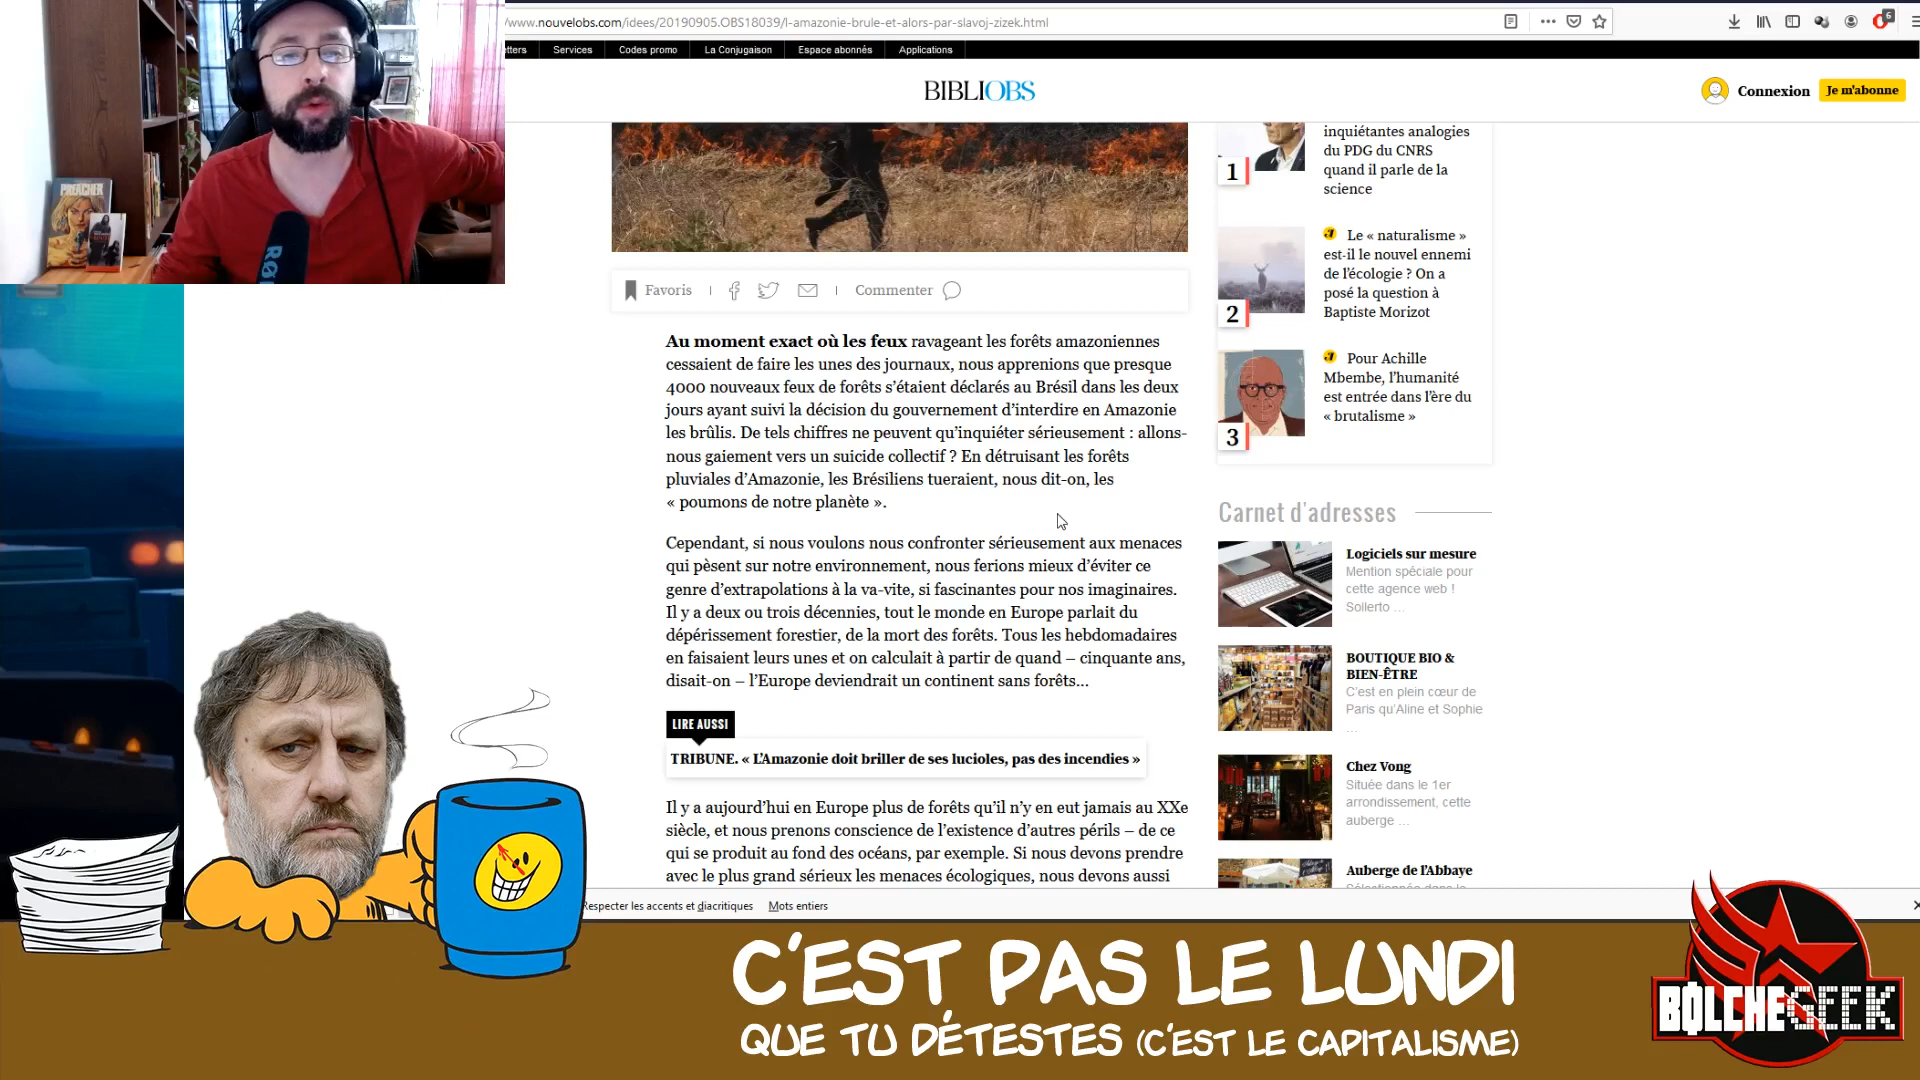 www.nouvelobs.com/idees/20190905.OBS18039/l-amazonie-brule-et-alors-par-slavoj-zizek.html
6
Services
Codes promo
La Conjugaison
Espace abonnés
Applications
BIBLIOBS
Connexion
Je m'abonne
PREACHER
RØ
Favoris
Commenter
Au moment exact où les feux ravageant les forêts amazoniennes
cessaient de faire les unes des journaux, nous apprenions que presque
4000 nouveaux feux de forêts s'étaient déclarés au Brésil dans les deux
jours ayant suivi la décision du gouvernement d'interdire en Amazonie
les brûlis. De tels chiffres ne peuvent qu'inquiéter sérieusement : allons-
nous gaiement vers un suicide collectif ? En détruisant les forêts
pluviales d'Amazonie, les Brésiliens tueraient, nous dit-on, les
« poumons de notre planète ».
Cependant, si nous voulons nous confronter sérieusement aux menaces
qui pèsent sur notre environnement, nous ferions mieux d'éviter ce
genre d'extrapolations à la va-vite, si fascinantes pour nos imaginaires.
Il y a deux ou trois décennies, tout le monde en Europe parlait du
dépérissement forestier, de la mort des forêts. Tous les hebdomadaires
en faisaient leurs unes et on calculait à partir de quand – cinquante ans,
disait-on – l'Europe deviendrait un continent sans forêts...
LIRE AUSSI
TRIBUNE. « L'Amazonie doit briller de ses lucioles, pas des incendies »
Il y a aujourd'hui en Europe plus de forêts qu'il n'y en eut jamais au XXe
siècle, et nous prenons conscience de l'existence d'autres périls – de ce
qui se produit au fond des océans, par exemple. Si nous devons prendre
avec le plus grand sérieux les menaces écologiques, nous devons aussi
1
inquiétantes analogies
du PDG du CNRS
quand il parle de la
science
2
Le « naturalisme »
est-il le nouvel ennemi
de l'écologie ? On a
posé la question à
Baptiste Morizot
3
Pour Achille
Mbembe, l'humanité
est entrée dans l'ère du
« brutalisme »
Carnet d'adresses
Logiciels sur mesure
Mention spéciale pour
cette agence web !
Sollerto ...
BOUTIQUE BIO &
BIEN-ÊTRE
C'est en plein cœur de
Paris qu'Aline et Sophie
...
Chez Vong
Située dans le 1er
arrondissement, cette
auberge ...
Auberge de l'Abbaye
Respecter les accents et diacritiques
Mots entiers
C'EST PAS LE LUNDI
QUE TU DÉTESTES (C'EST LE CAPITALISME)
BOLCHEGEEK